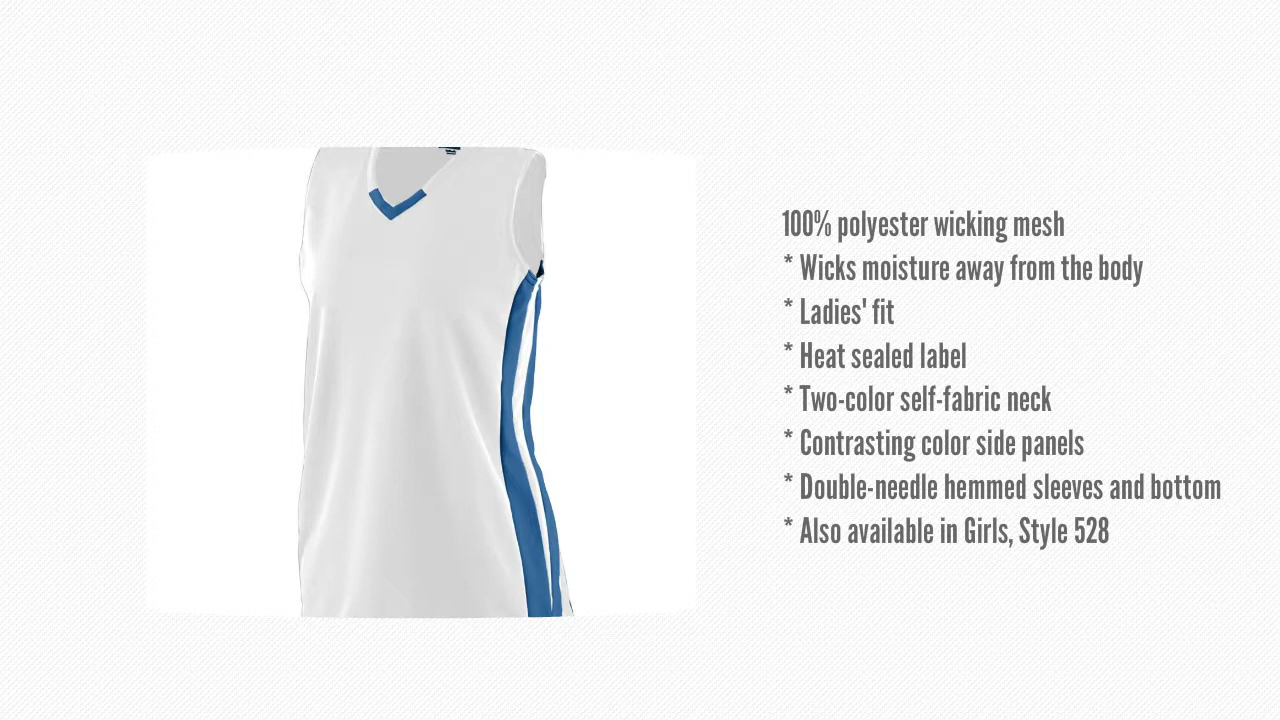 100% polyester wicking mesh
* Wicks moisture away from the body
* Ladies' fit
* Heat sealed label
* Two-color self-fabric neck
* Contrasting color side panels
* Double-needle hemmed sleeves and bottom
* Also available in Girls, Style 528